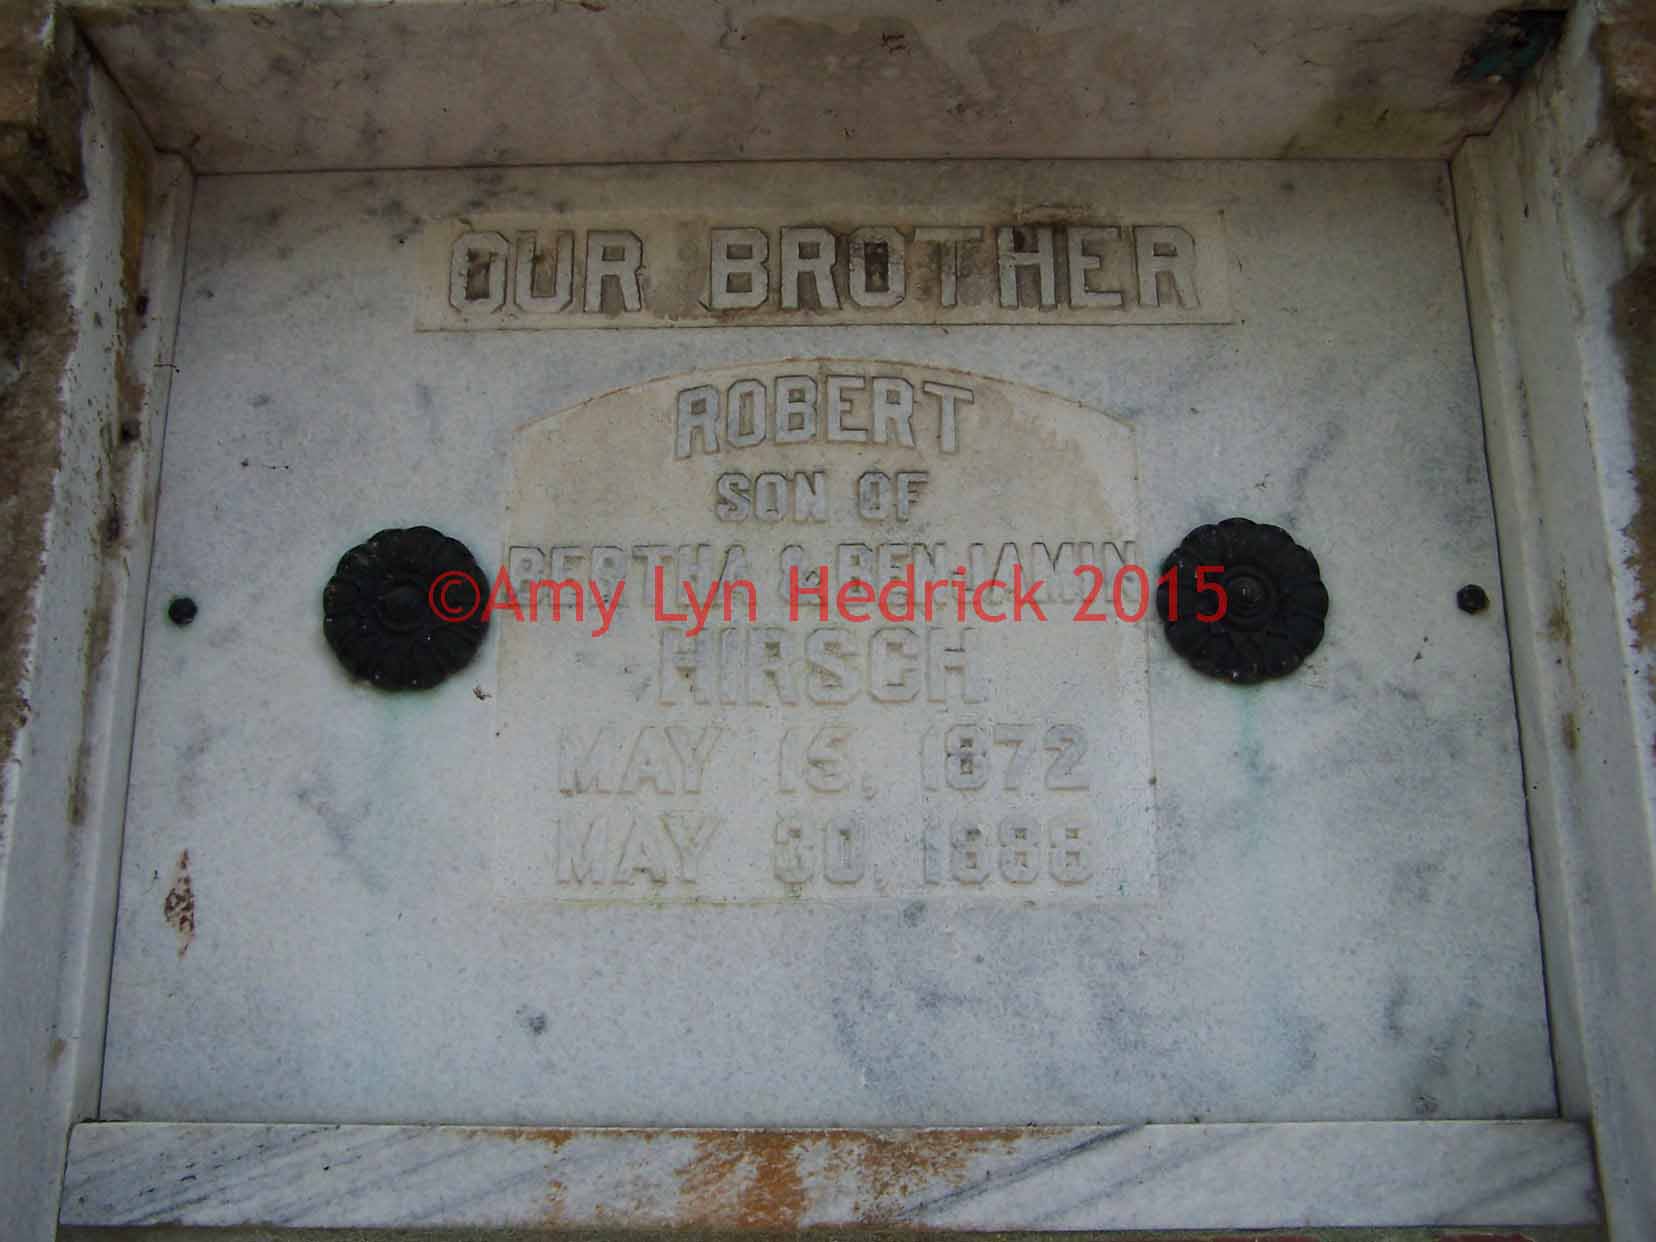 OUR BROTHER
ROBERT
SON OF
BERTHA & BENJAMIN
©Amy Lyn Hedrick 2015
HIRSCH
MAY 15, 1872
MAY 30, 1888